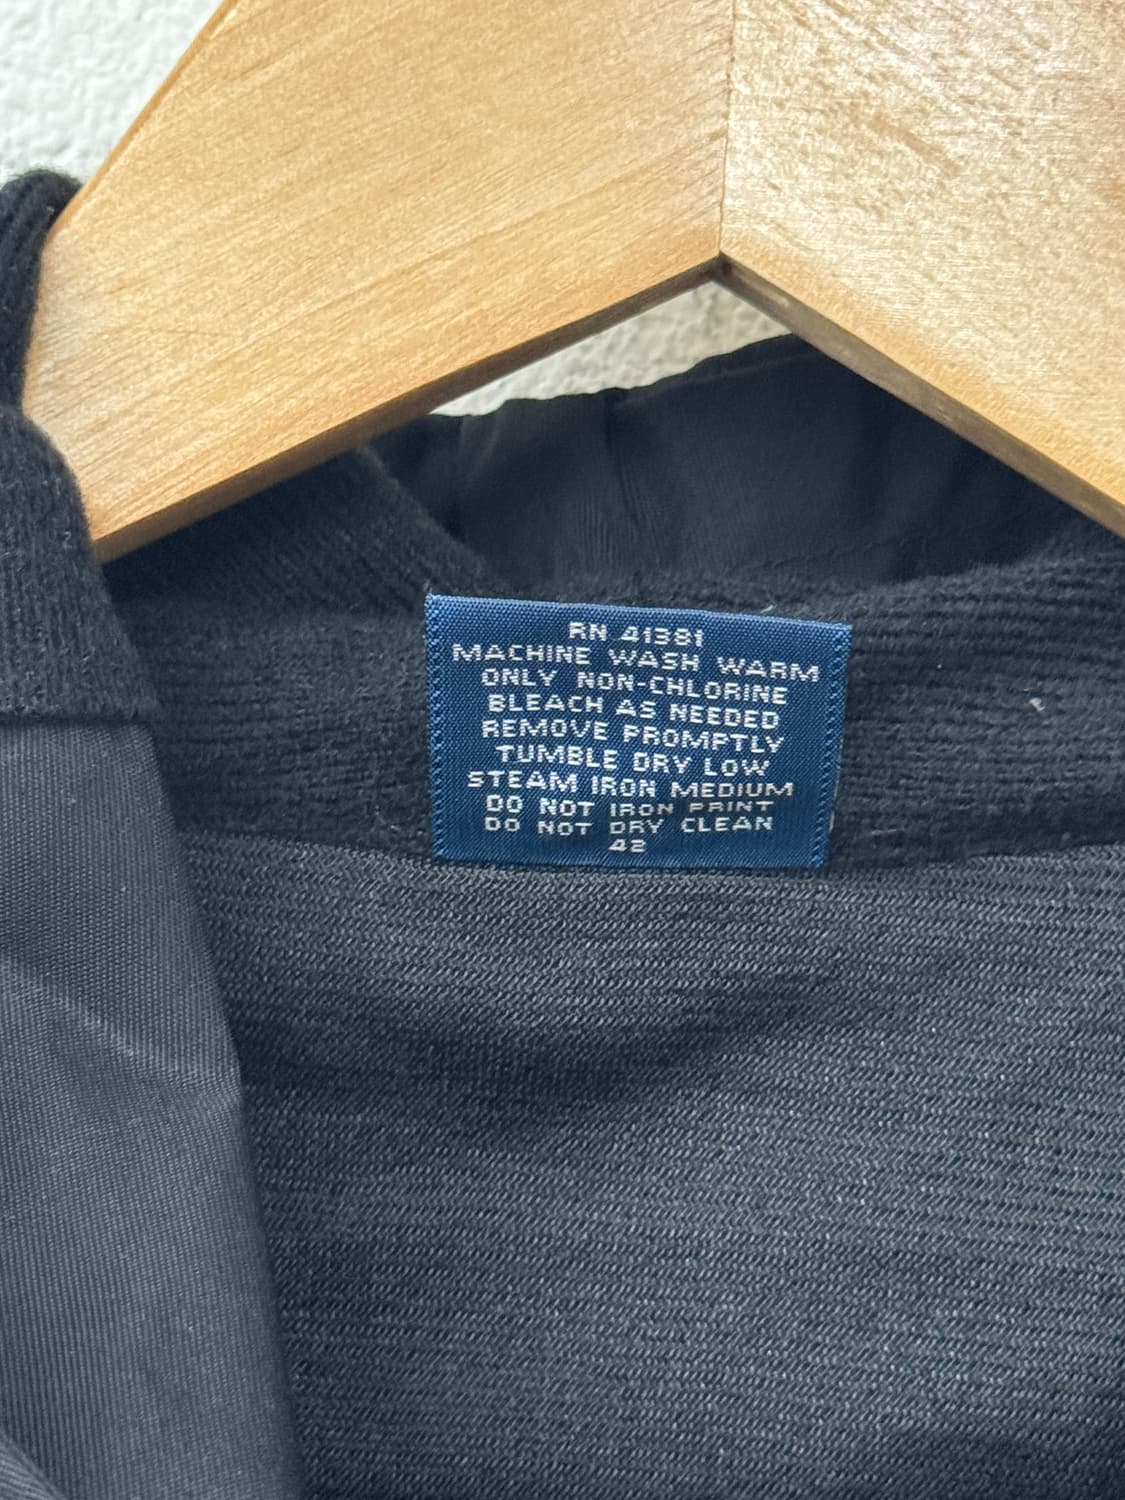 RN 41381
MACHINE WASH WARM
ONLY NON-CHLORINE
BLEACH AS NEEDED
REMOVE PROMPTLY
TUMBLE DRY LOW
STEAM IRON MEDIUM
DO NOT IRON PRINT
DO NOT DRY CLEAN
42